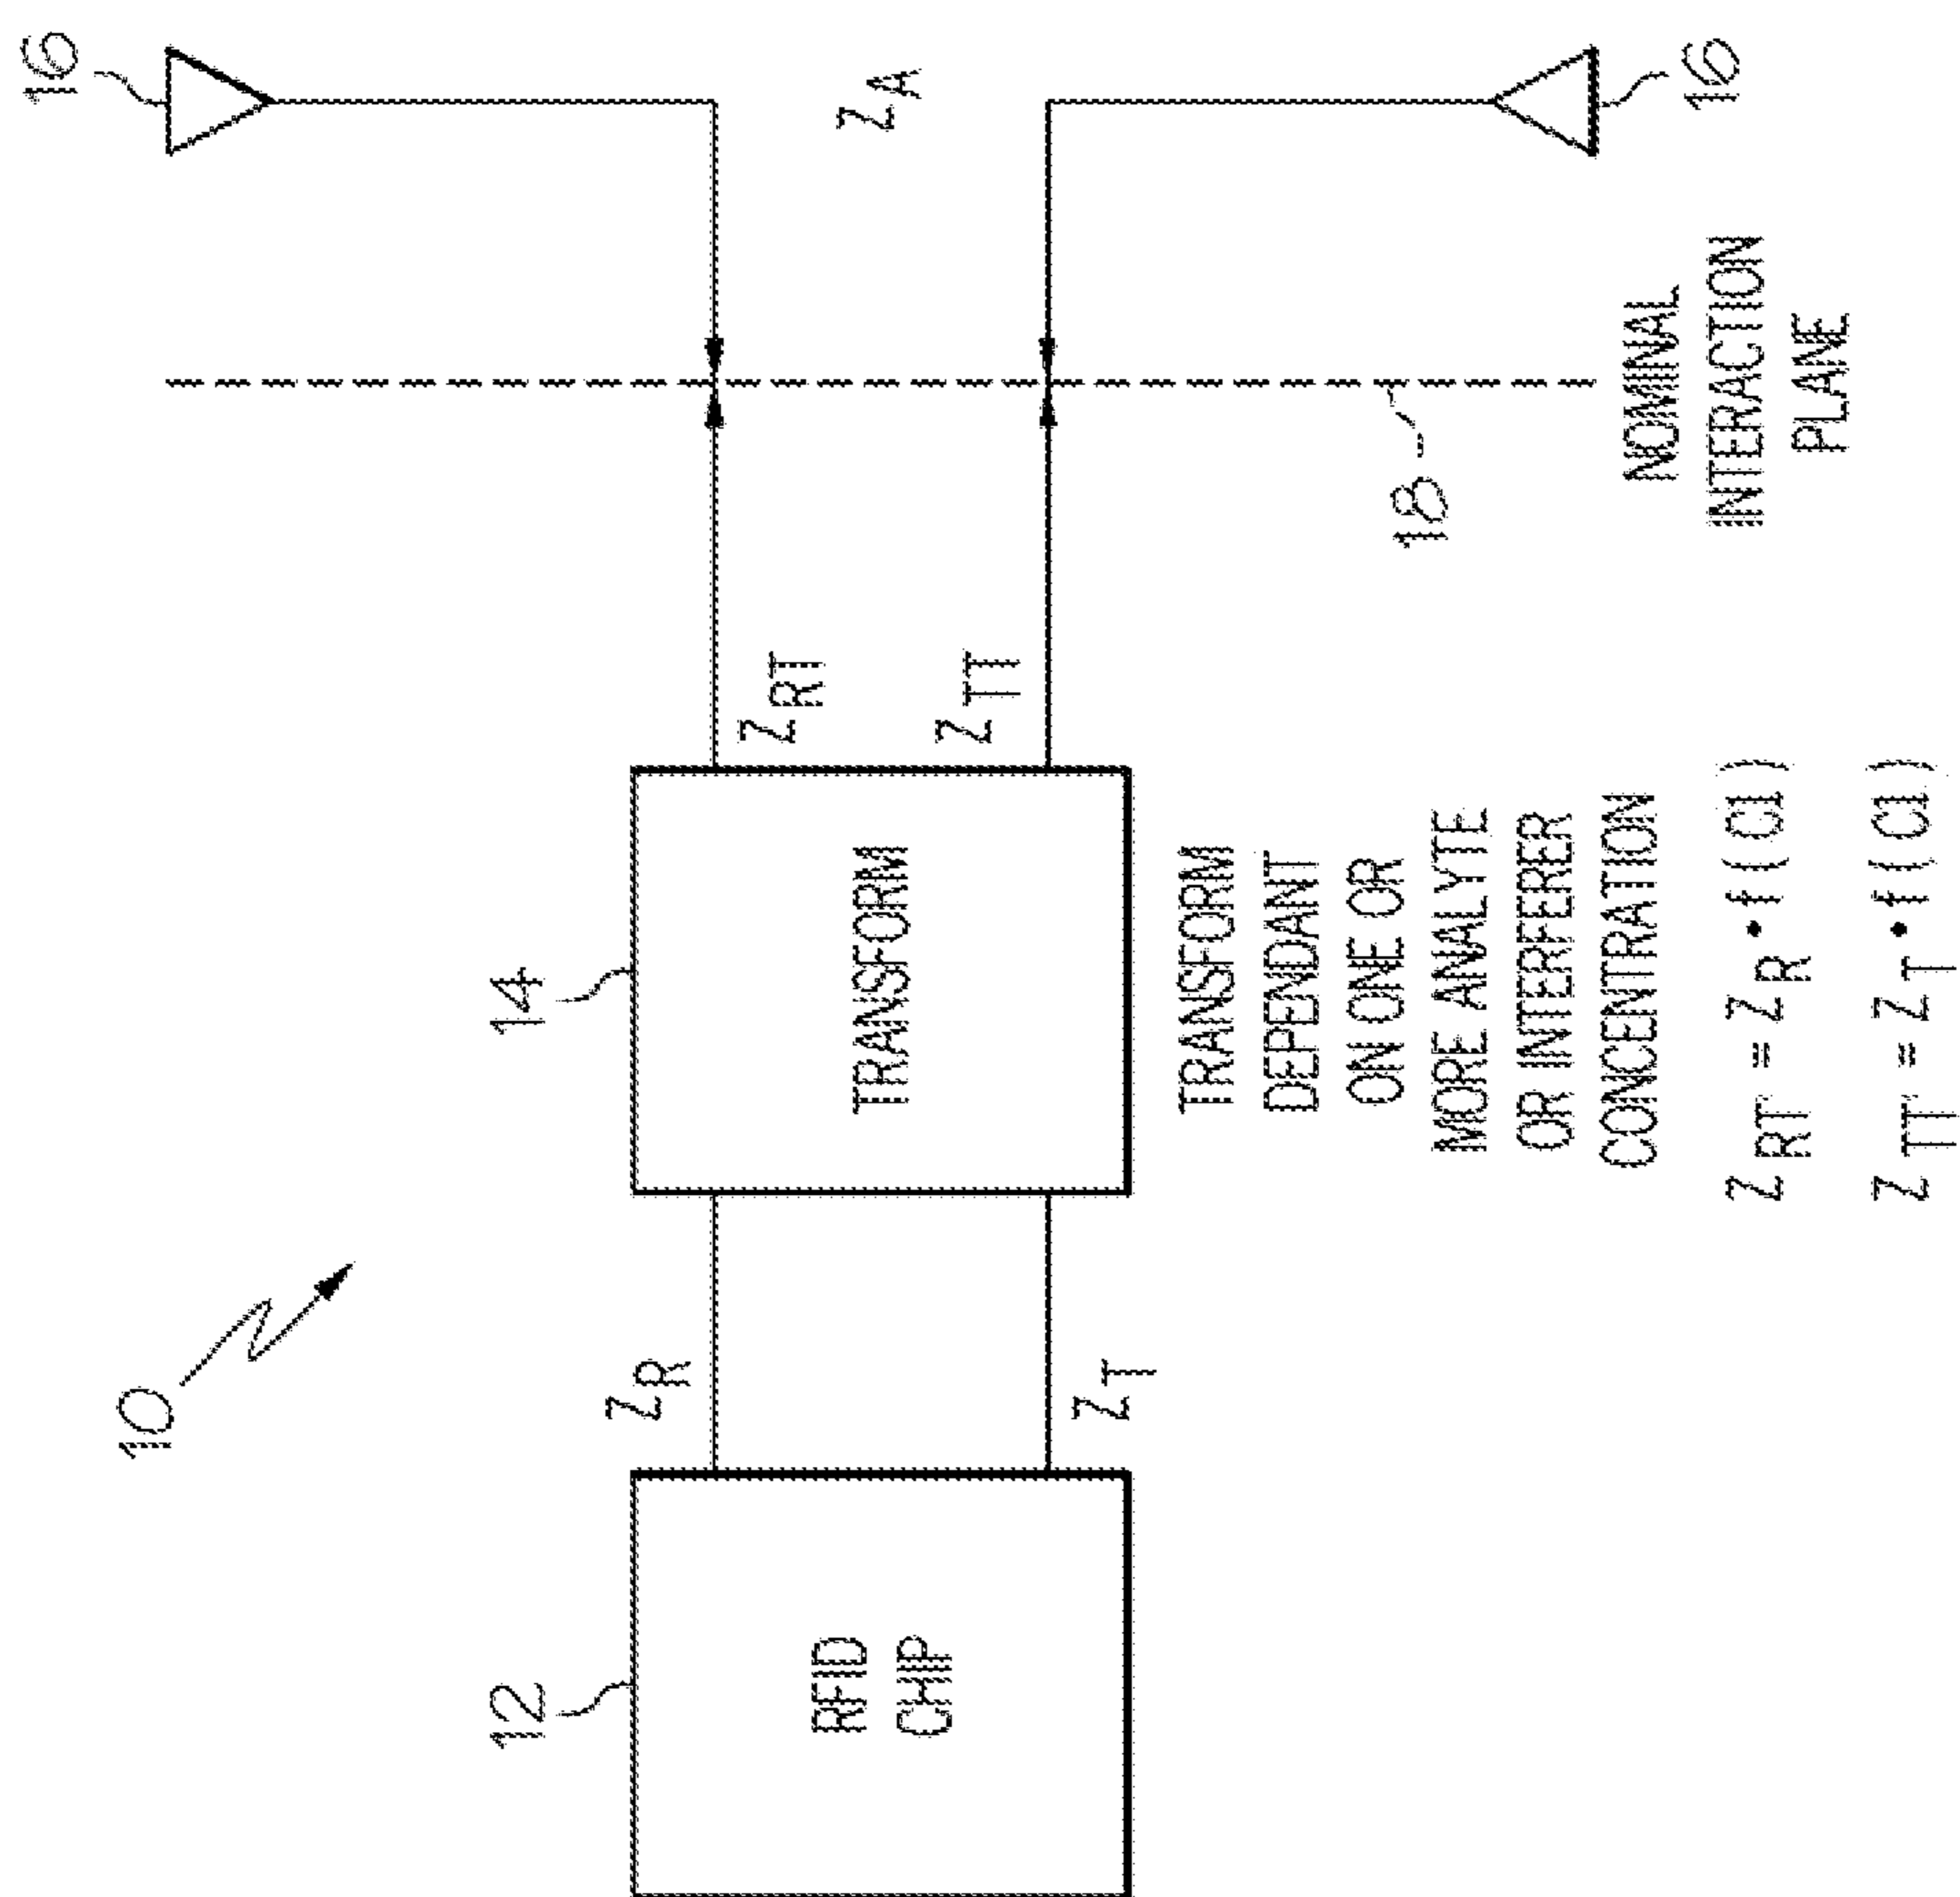 10
12
RFID
CHIP
Z_R
Z_T
14
TRANSFORM
TRANSFORM
DEPENDANT
ON ONE OR
MORE ANALYTE
OR INTERFERER
CONCENTRATION
Z_RT = Z_R • f(C1)
Z_TT = Z_T • f(C1)
Z_RT
Z_TT
18
NOMINAL
INTERACTION
PLANE
Z_A
16
16